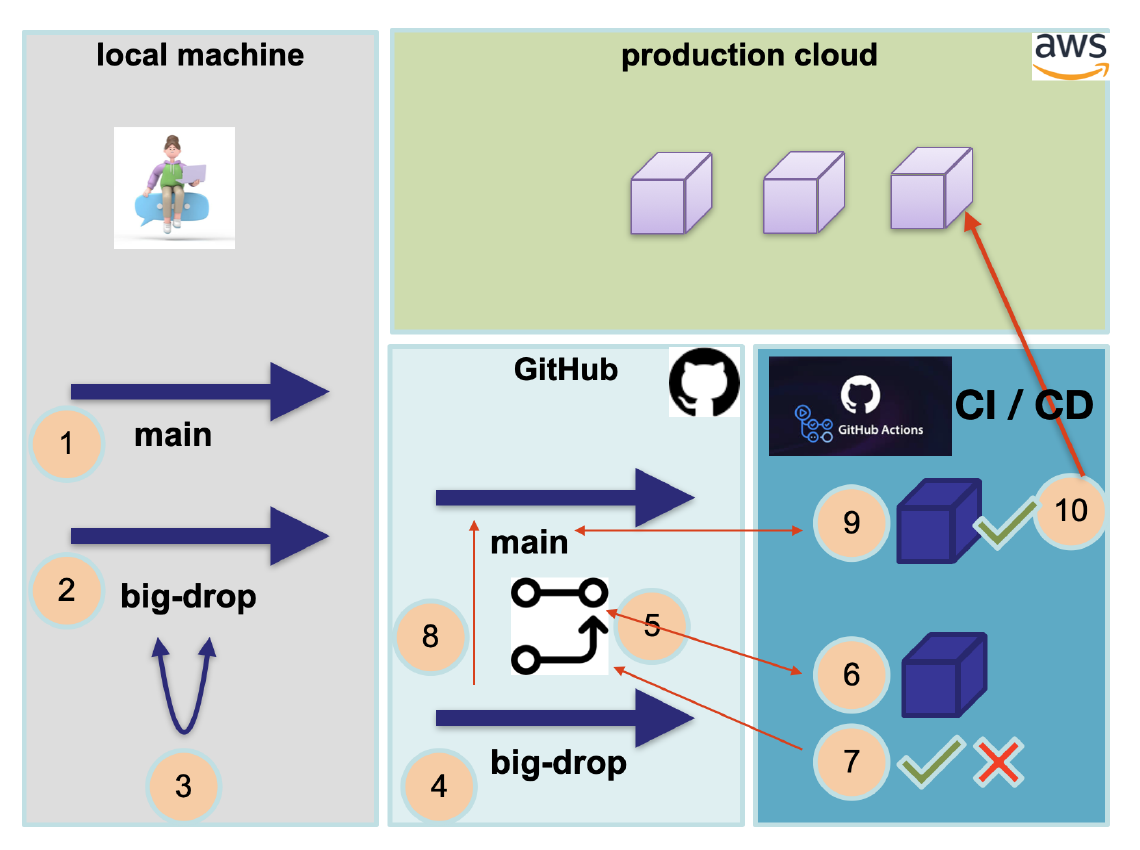 local machine
production cloud
aws
1
main
2
big-drop
3
GitHub
main
8
5
big-drop
4
GitHub Actions
CI / CD
9
10
6
7